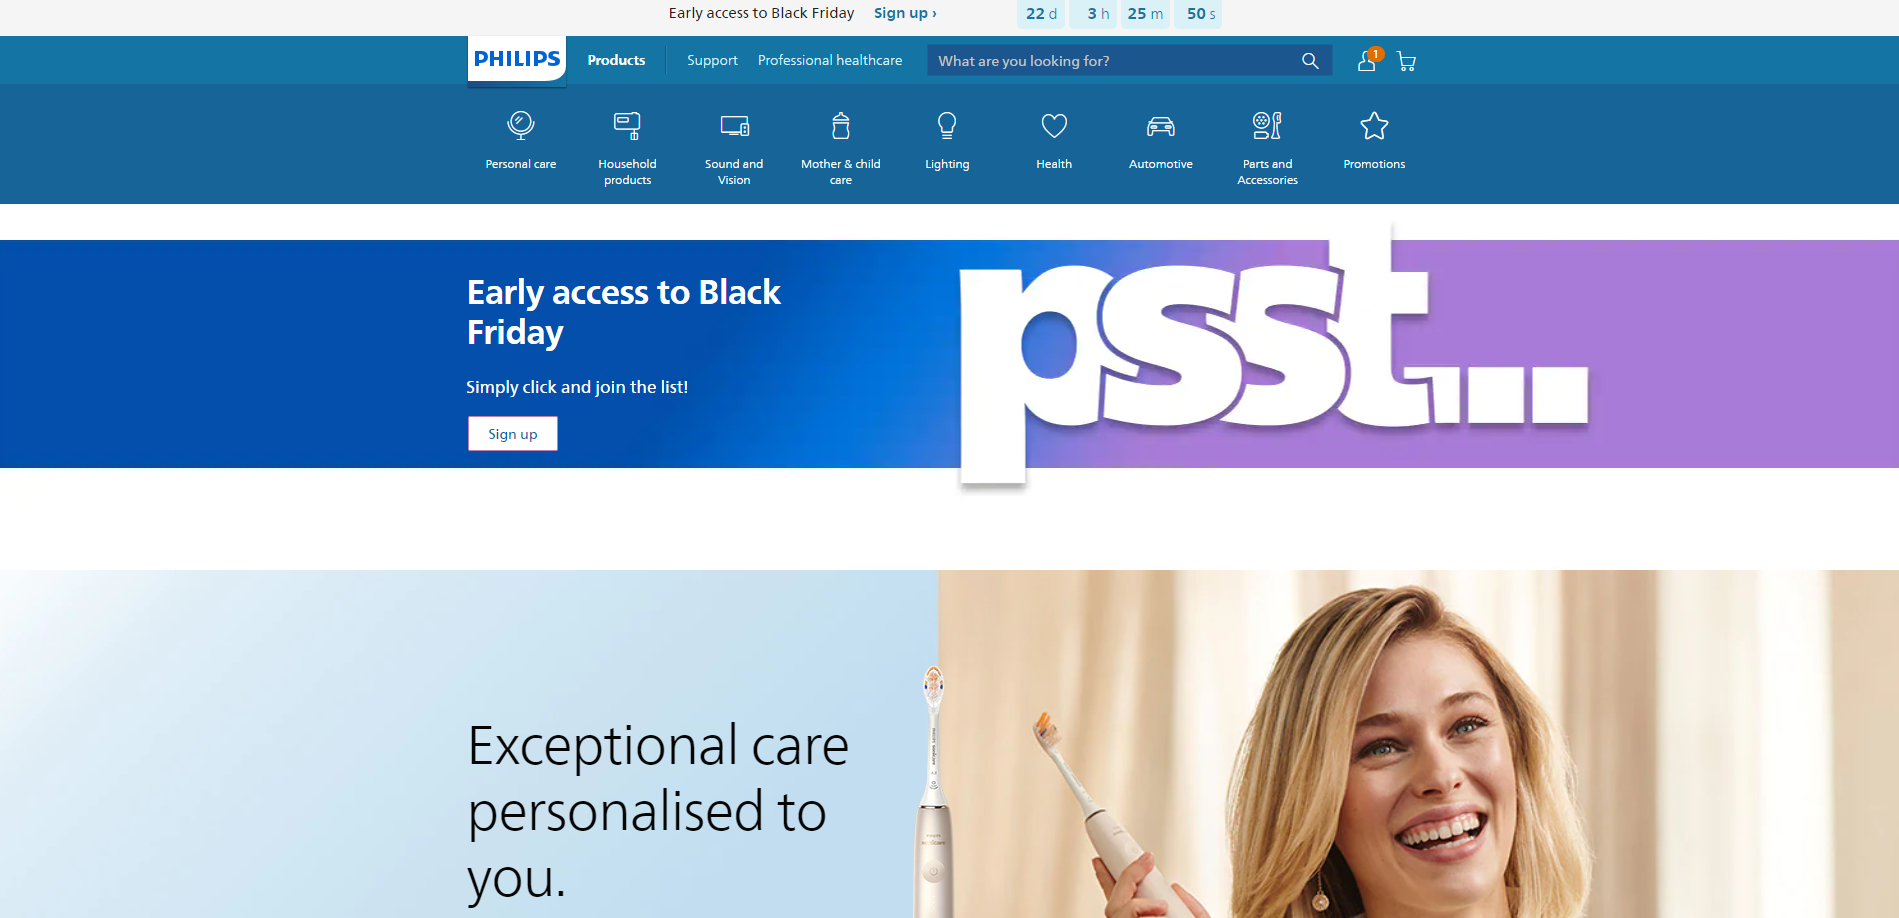 Early access to Black Friday Sign up › 22 d 3 h 25 m 50 s
PHILIPS Products Support Professional healthcare What are you looking for? 1
Personal care Household products Sound and Vision Mother & child care Lighting Health Automotive Parts and Accessories Promotions
Early access to Black
Friday
psst...
Simply click and join the list!
Sign up
Exceptional care
personalised to
you.